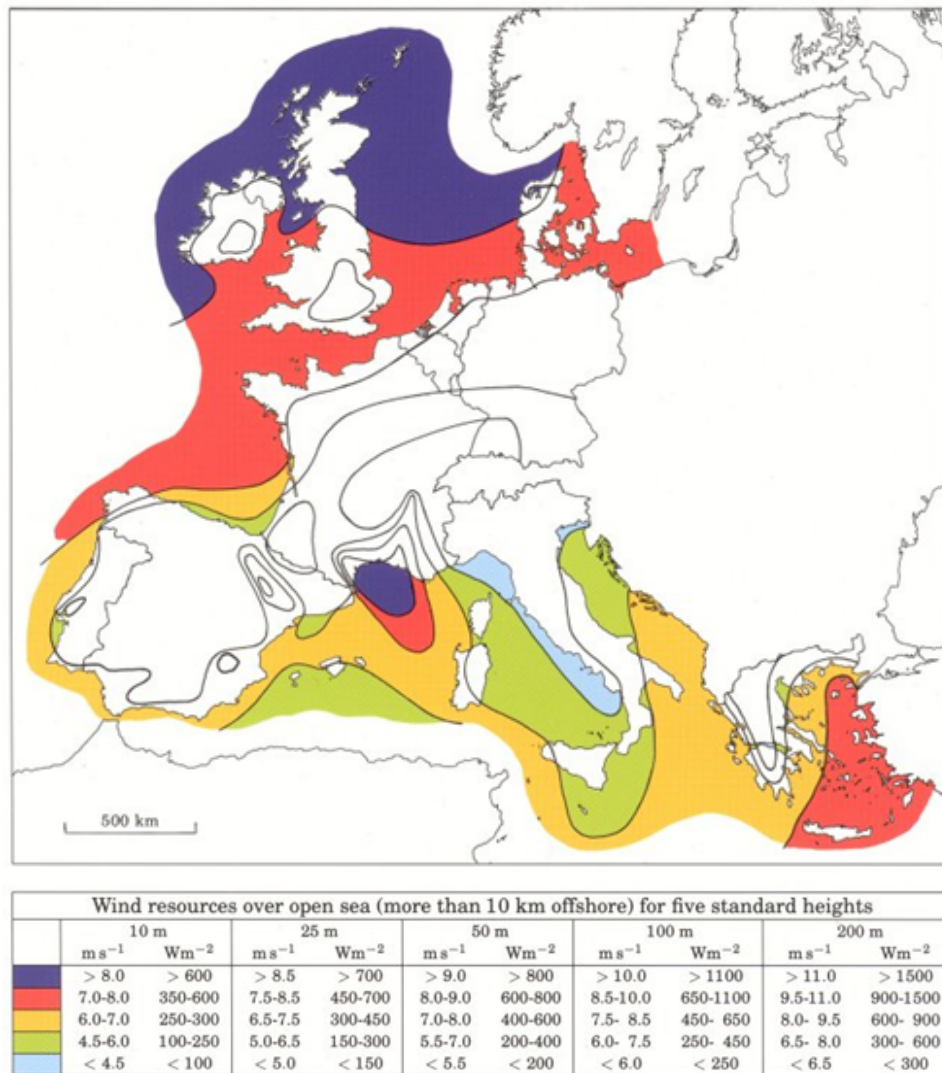 500 km
Wind resources over open sea (more than 10 km offshore) for five standard heights
10 m 25 m 50 m 100 m 200 m
m s⁻¹ Wm⁻² m s⁻¹ Wm⁻² m s⁻¹ Wm⁻² m s⁻¹ Wm⁻² m s⁻¹ Wm⁻²
> 8.0 > 600 > 8.5 > 700 > 9.0 > 800 > 10.0 > 1100 > 11.0 > 1500
7.0-8.0 350-600 7.5-8.5 450-700 8.0-9.0 600-800 8.5-10.0 650-1100 9.5-11.0 900-1500
6.0-7.0 250-300 6.5-7.5 300-450 7.0-8.0 400-600 7.5- 8.5 450- 650 8.0- 9.5 600- 900
4.5-6.0 100-250 5.0-6.5 150-300 5.5-7.0 200-400 6.0- 7.5 250- 450 6.5- 8.0 300- 600
< 4.5 < 100 < 5.0 < 150 < 5.5 < 200 < 6.0 < 250 < 6.5 < 300